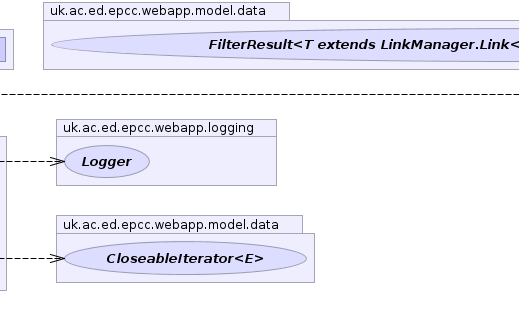 uk.ac.ed.epcc.webapp.model.data
FilterResult<T extends LinkManager.Link<
uk.ac.ed.epcc.webapp.logging
Logger
uk.ac.ed.epcc.webapp.model.data
CloseableIterator<E>